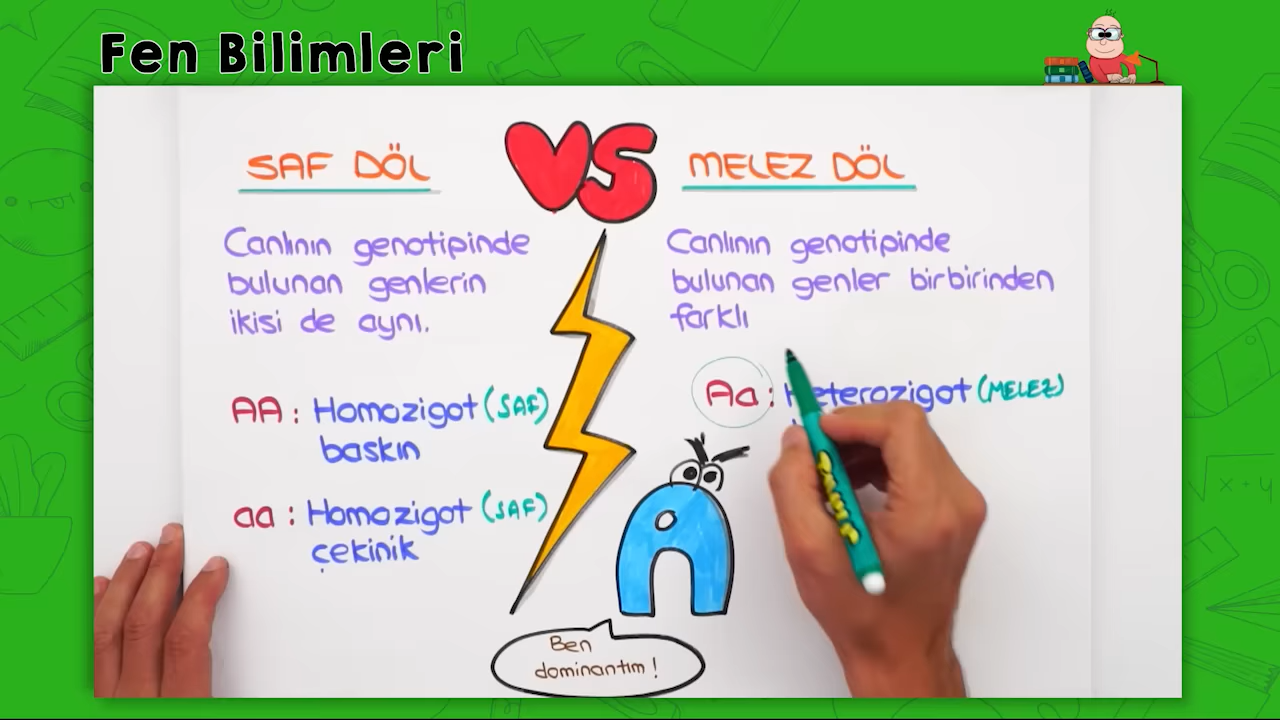 Fen Bilimleri
SAF DÖL
VS
MELEZ DÖL
Canlının genotipinde
bulunan genlerin
ikisi de aynı.
AA: Homozigot (SAF)
baskın
aa: Homozigot (SAF)
çekinik
Canlının genotipinde
bulunan genler birbirinden
farklı
Aa: Heterozigot (MELEZ)
A
Ben
dominantım!